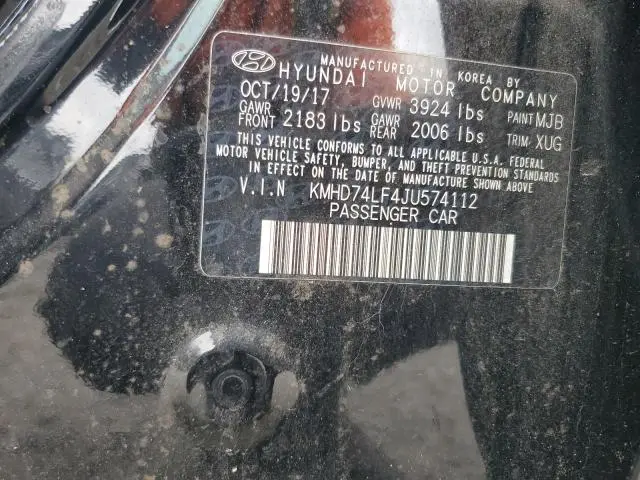 MANUFACTURED IN KOREA BY
HYUNDAI MOTOR COMPANY
OCT/19/17 GVWR 3924 lbs PAINT MJB
GAWR FRONT 2183 lbs GAWR REAR 2006 lbs TRIM XUG
THIS VEHICLE CONFORMS TO ALL APPLICABLE U.S.A. FEDERAL
MOTOR VEHICLE SAFETY, BUMPER, AND THEFT PREVENTION STANDARDS
IN EFFECT ON THE DATE OF MANUFACTURE SHOWN ABOVE
V.I.N KMHD74LF4JU574112
PASSENGER CAR